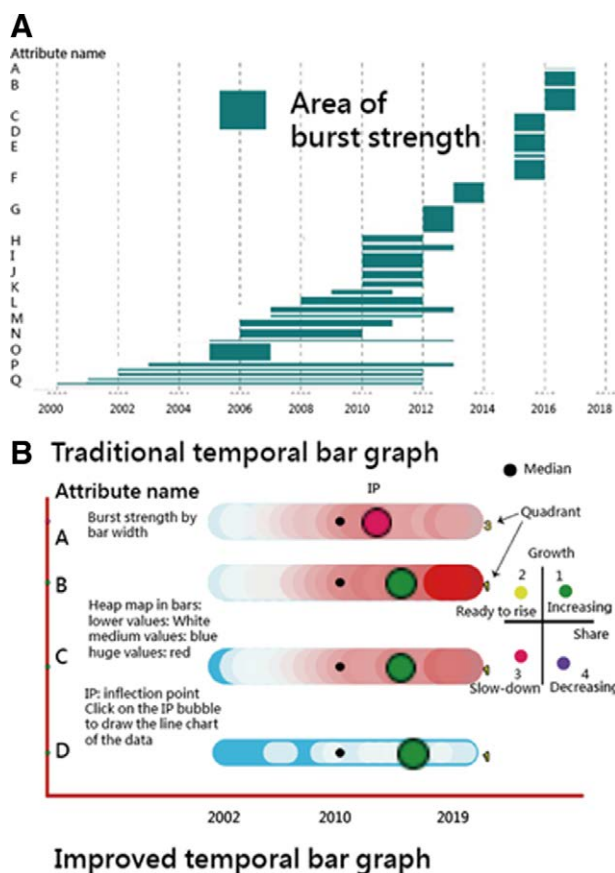 A
Attribute name
A
B
C
D
E
F
G
H
I
J
K
L
M
N
O
P
Q
Area of
burst strength
2000 2002 2004 2006 2008 2010 2012 2014 2016 2018
B Traditional temporal bar graph
Attribute name
IP
Median
Burst strength by
bar width
A
3
Quadrant
Growth
B
2
1
Ready to rise
Increasing
Heap map in bars:
lower values: White
medium values: blue
huge values: red
Share
C
3
4
Slow-down
Decreasing
IP: inflection point
Click on the IP bubble
to draw the line chart
of the data
D
2002 2010 2019
Improved temporal bar graph